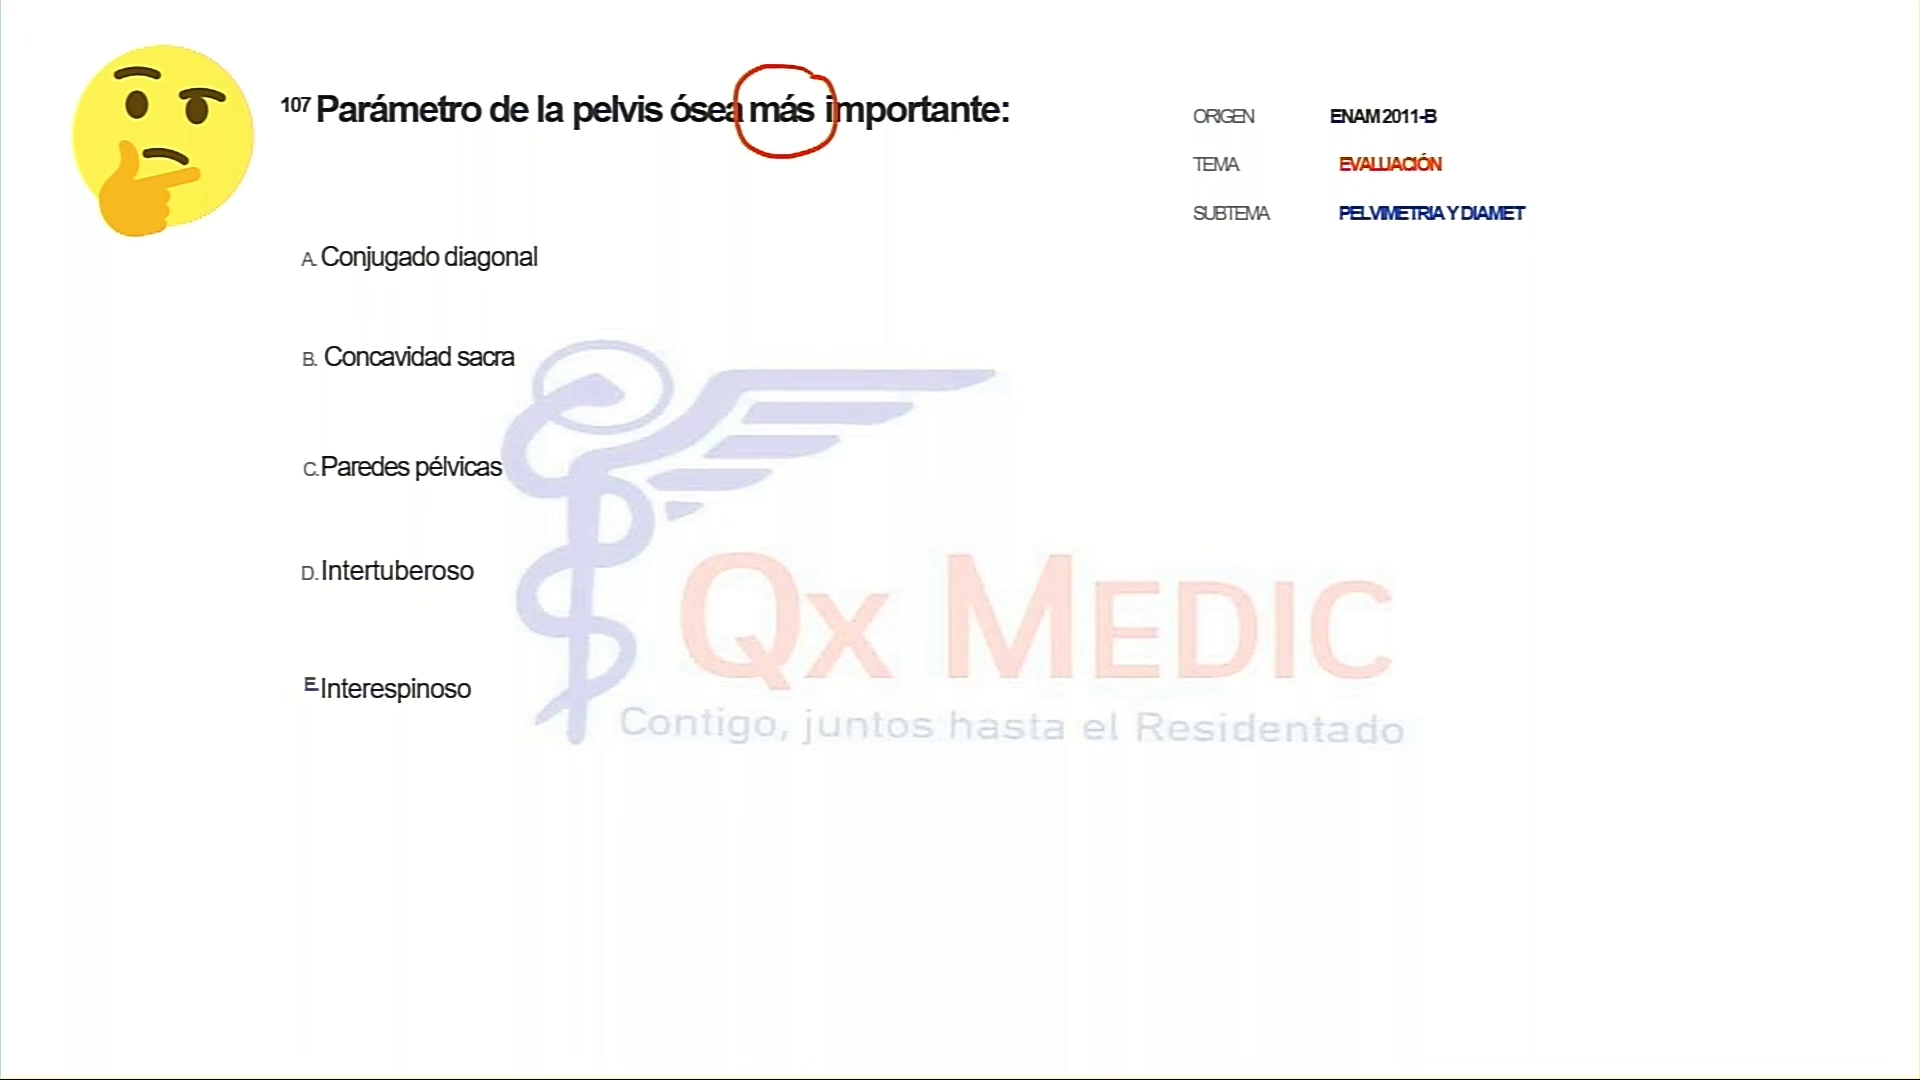 107 Parámetro de la pelvis ósea más importante:
ORIGEN ENAM 2011-B
TEMA EVALUACIÓN
SUBTEMA PELVIMETRIA Y DIAMET
A. Conjugado diagonal
B. Concavidad sacra
C. Paredes pélvicas
D. Intertuberoso
E. Interespinoso
Qx MEDIC
Contigo, juntos hasta el Residentado